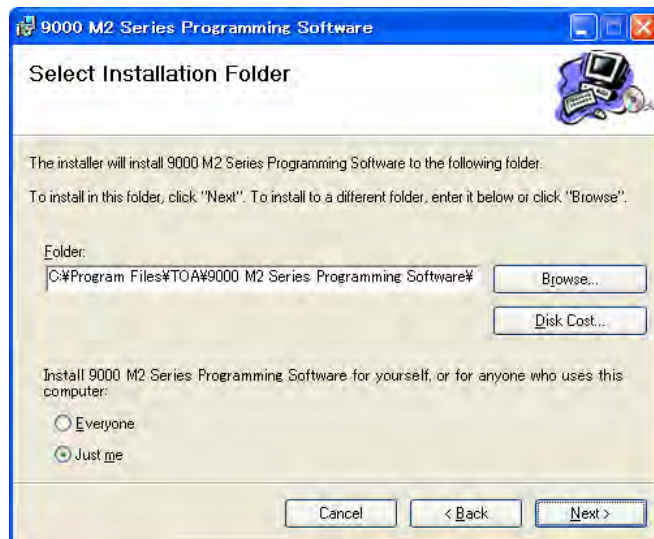 9000 M2 Series Programming Software
Select Installation Folder
The installer will install 9000 M2 Series Programming Software to the following folder.
To install in this folder, click "Next". To install to a different folder, enter it below or click "Browse".
Folder:
C:¥Program Files¥TOA¥9000 M2 Series Programming Software¥
Browse...
Disk Cost...
Install 9000 M2 Series Programming Software for yourself, or for anyone who uses this
computer:
Everyone
Just me
Cancel
< Back
Next >